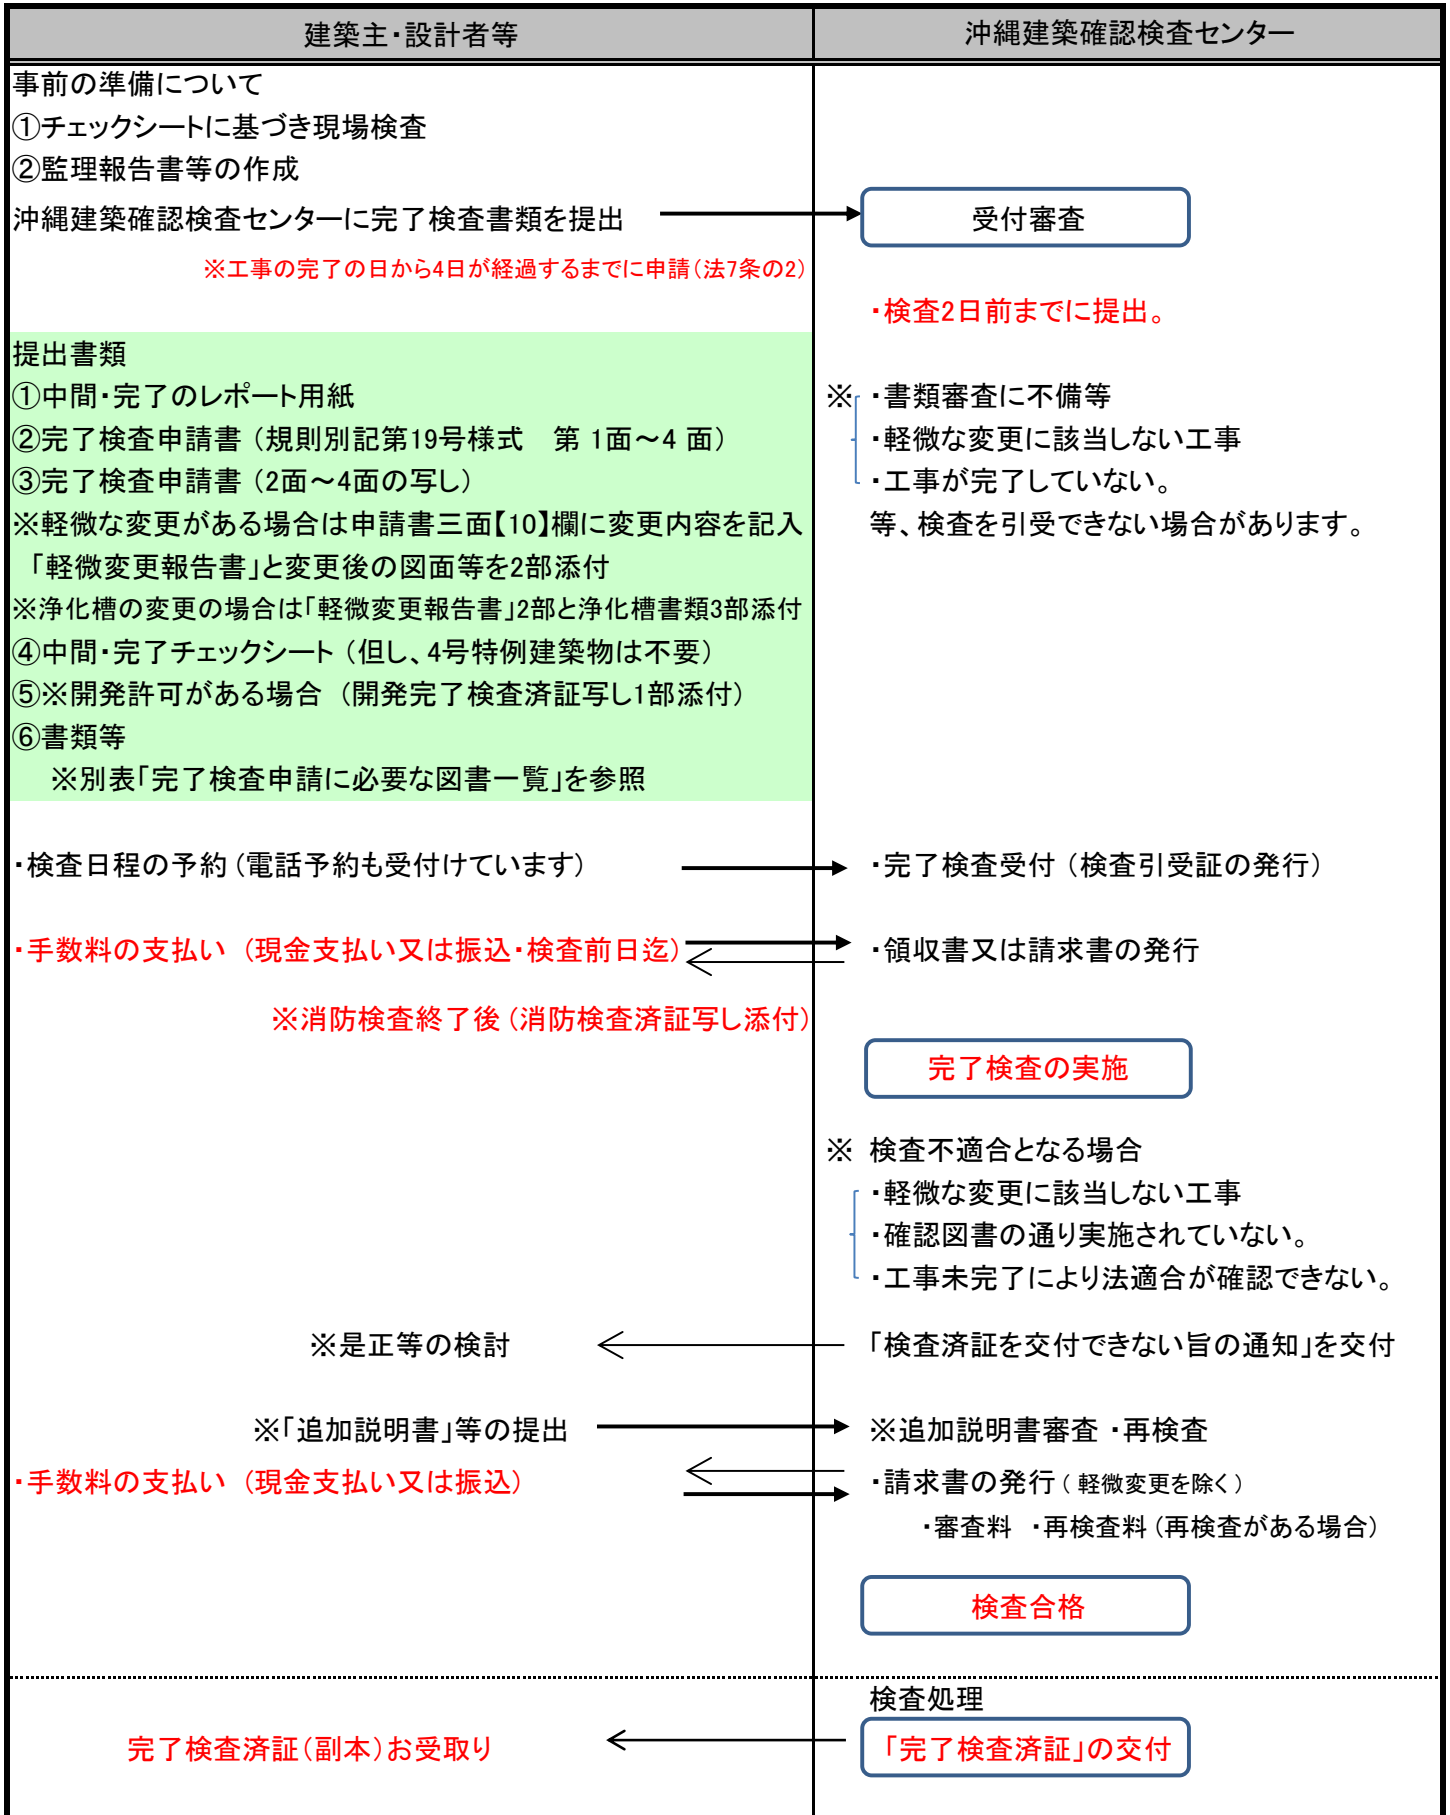 建築主・設計者等
沖縄建築確認検査センター
事前の準備について
①チェックシートに基づき現場検査
②監理報告書等の作成
沖縄建築確認検査センターに完了検査書類を提出
受付審査
※工事の完了の日から4日が経過するまでに申請(法7条の2)
・検査2日前までに提出。
提出書類
①中間・完了のレポート用紙
②完了検査申請書 (規則別記第19号様式　第 1面～4 面)
③完了検査申請書 (2面～4面の写し)
※軽微な変更がある場合は申請書三面【10】欄に変更内容を記入
「軽微変更報告書」と変更後の図面等を2部添付
※浄化槽の変更の場合は「軽微変更報告書」2部と浄化槽書類3部添付
④中間・完了チェックシート (但し、4号特例建築物は不要)
⑤※開発許可がある場合 (開発完了検査済証写し1部添付)
⑥書類等
※別表「完了検査申請に必要な図書一覧」を参照
※ ・書類審査に不備等
・軽微な変更に該当しない工事
・工事が完了していない。
等、検査を引受できない場合があります。
・検査日程の予約 (電話予約も受付けています)
・完了検査受付 (検査引受証の発行)
・手数料の支払い (現金支払い又は振込・検査前日迄)
・領収書又は請求書の発行
※消防検査終了後 (消防検査済証写し添付)
完了検査の実施
※ 検査不適合となる場合
・軽微な変更に該当しない工事
・確認図書の通り実施されていない。
・工事未完了により法適合が確認できない。
※是正等の検討
「検査済証を交付できない旨の通知」を交付
※「追加説明書」等の提出
※追加説明書審査 ・再検査
・手数料の支払い (現金支払い又は振込)
・請求書の発行 ( 軽微変更を除く )
・審査料 ・再検査料 (再検査がある場合)
検査合格
検査処理
完了検査済証(副本)お受取り
「完了検査済証」の交付